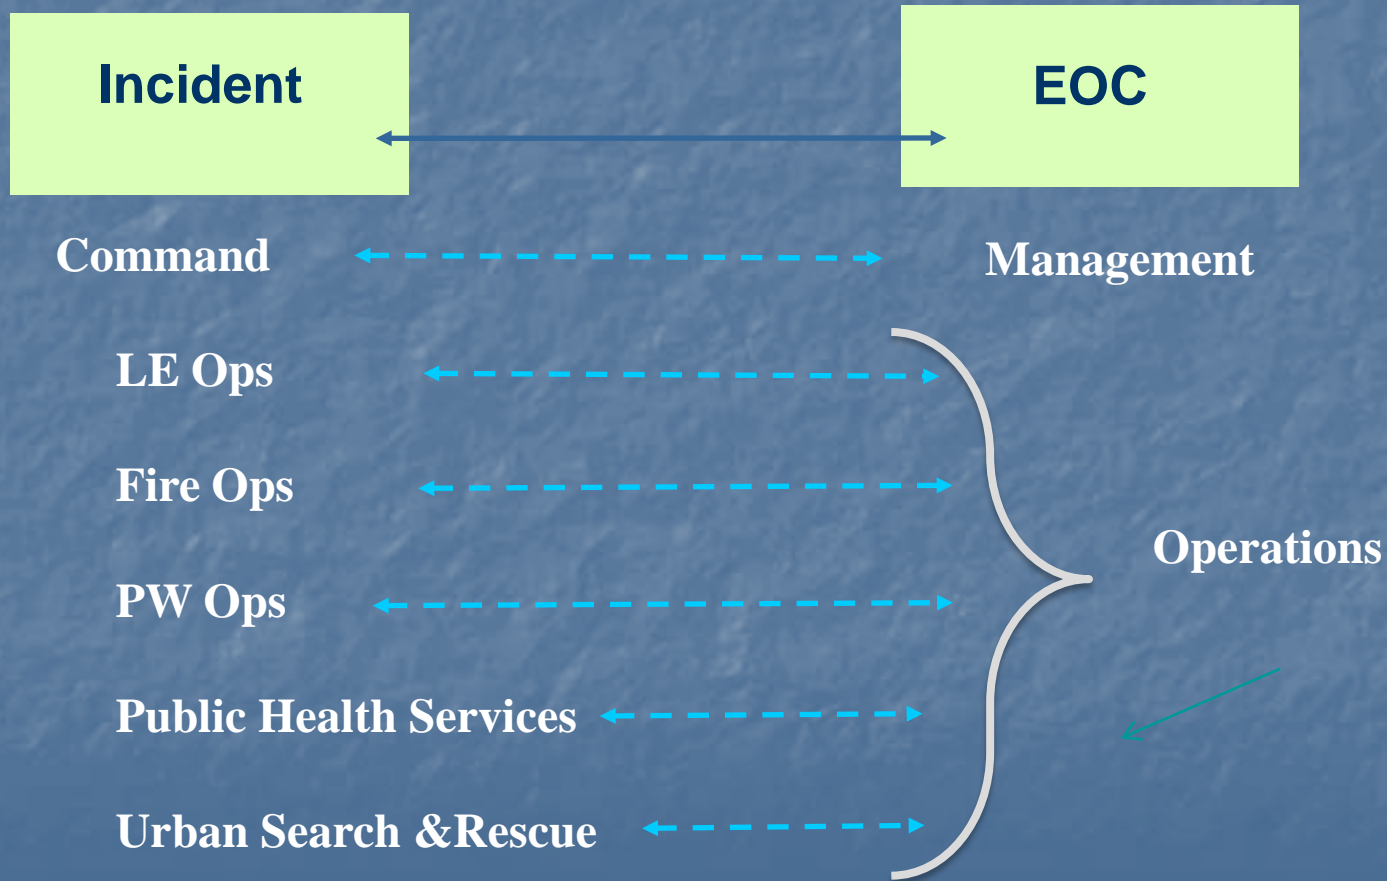 Incident
EOC
Command
Management
LE Ops
Fire Ops
Operations
PW Ops
Public Health Services
Urban Search &Rescue